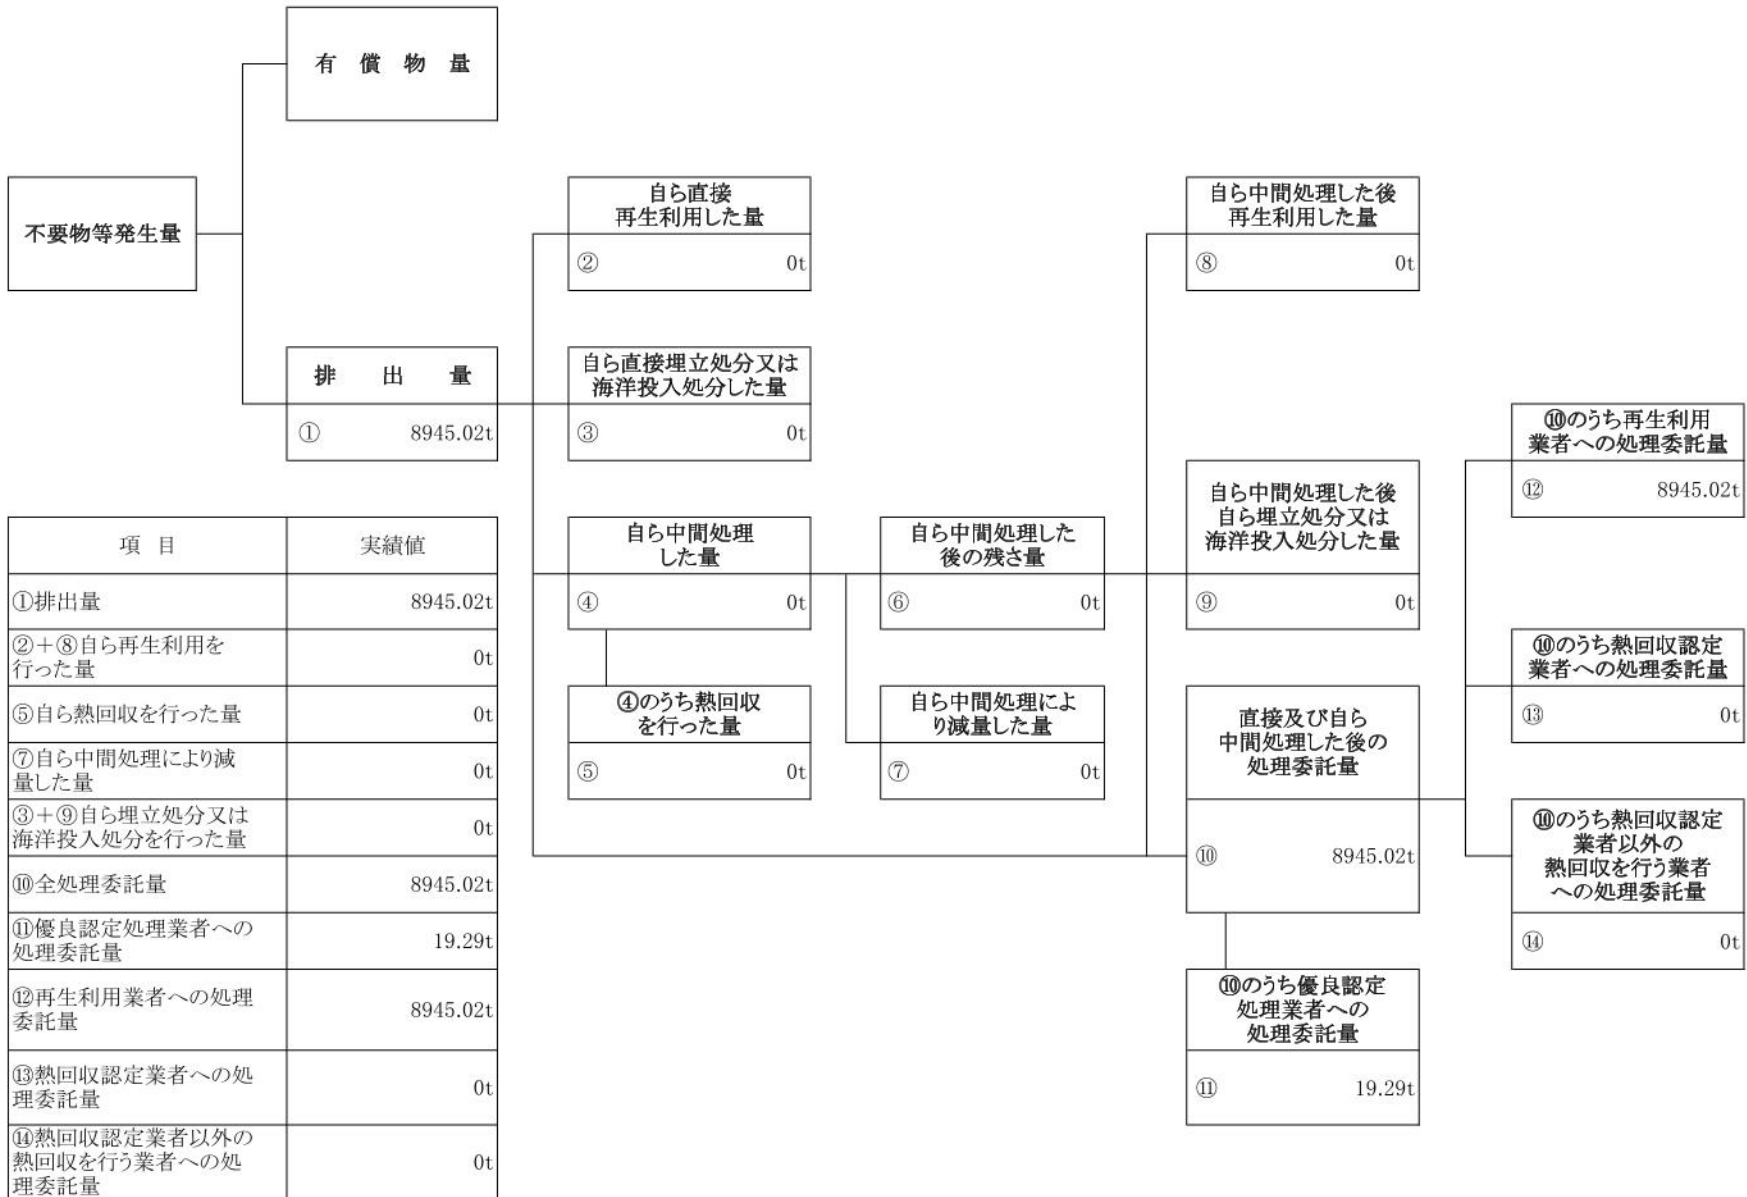 有 償 物 量
不要物等発生量
自ら直接
再生利用した量
② 0t
自ら中間処理した後
再生利用した量
⑧ 0t
排 出 量
① 8945.02t
自ら直接埋立処分又は
海洋投入処分した量
③ 0t
⑩のうち再生利用
業者への処理委託量
⑫ 8945.02t
自ら中間処理した後
自ら埋立処分又は
海洋投入処分した量
⑨ 0t
自ら中間処理
した量
④ 0t
自ら中間処理した
後の残さ量
⑥ 0t
⑩のうち熱回収認定
業者への処理委託量
⑬ 0t
④のうち熱回収
を行った量
⑤ 0t
自ら中間処理によ
り減量した量
⑦ 0t
直接及び自ら
中間処理した後の
処理委託量
⑩ 8945.02t
⑩のうち熱回収認定
業者以外の
熱回収を行う業者
への処理委託量
⑭ 0t
⑩のうち優良認定
処理業者への
処理委託量
⑪ 19.29t
項 目 実績値
①排出量 8945.02t
②+⑧自ら再生利用を
行った量 0t
⑤自ら熱回収を行った量 0t
⑦自ら中間処理により減
量した量 0t
③+⑨自ら埋立処分又は
海洋投入処分を行った量 0t
⑩全処理委託量 8945.02t
⑪優良認定処理業者への
処理委託量 19.29t
⑫再生利用業者への処理
委託量 8945.02t
⑬熱回収認定業者への処
理委託量 0t
⑭熱回収認定業者以外の
熱回収を行う業者への処
理委託量 0t